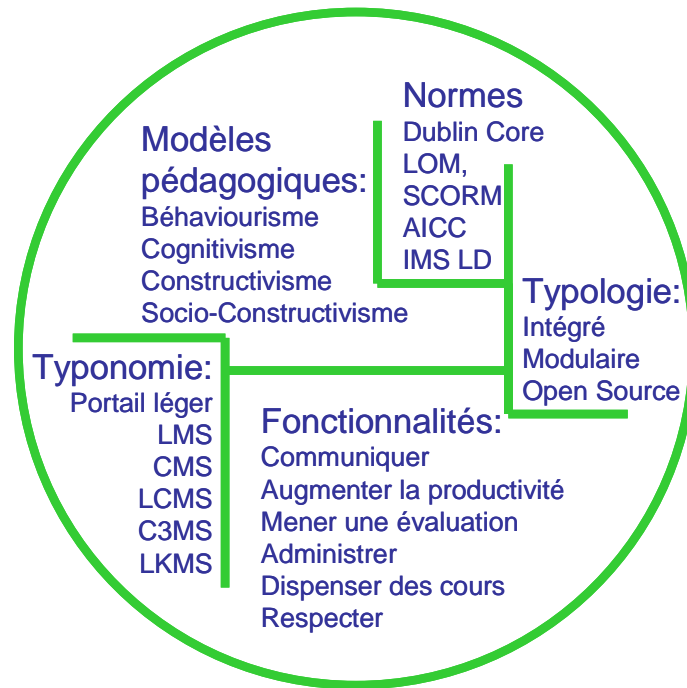 Modèles
pédagogiques:
Béhaviourisme
Cognitivisme
Constructivisme
Socio-Constructivisme
Normes
Dublin Core
LOM,
SCORM
AICC
IMS LD
Typologie:
Intégré
Modulaire
Open Source
Typonomie:
Portail léger
LMS
CMS
LCMS
C3MS
LKMS
Fonctionnalités:
Communiquer
Augmenter la productivité
Mener une évaluation
Administrer
Dispenser des cours
Respecter